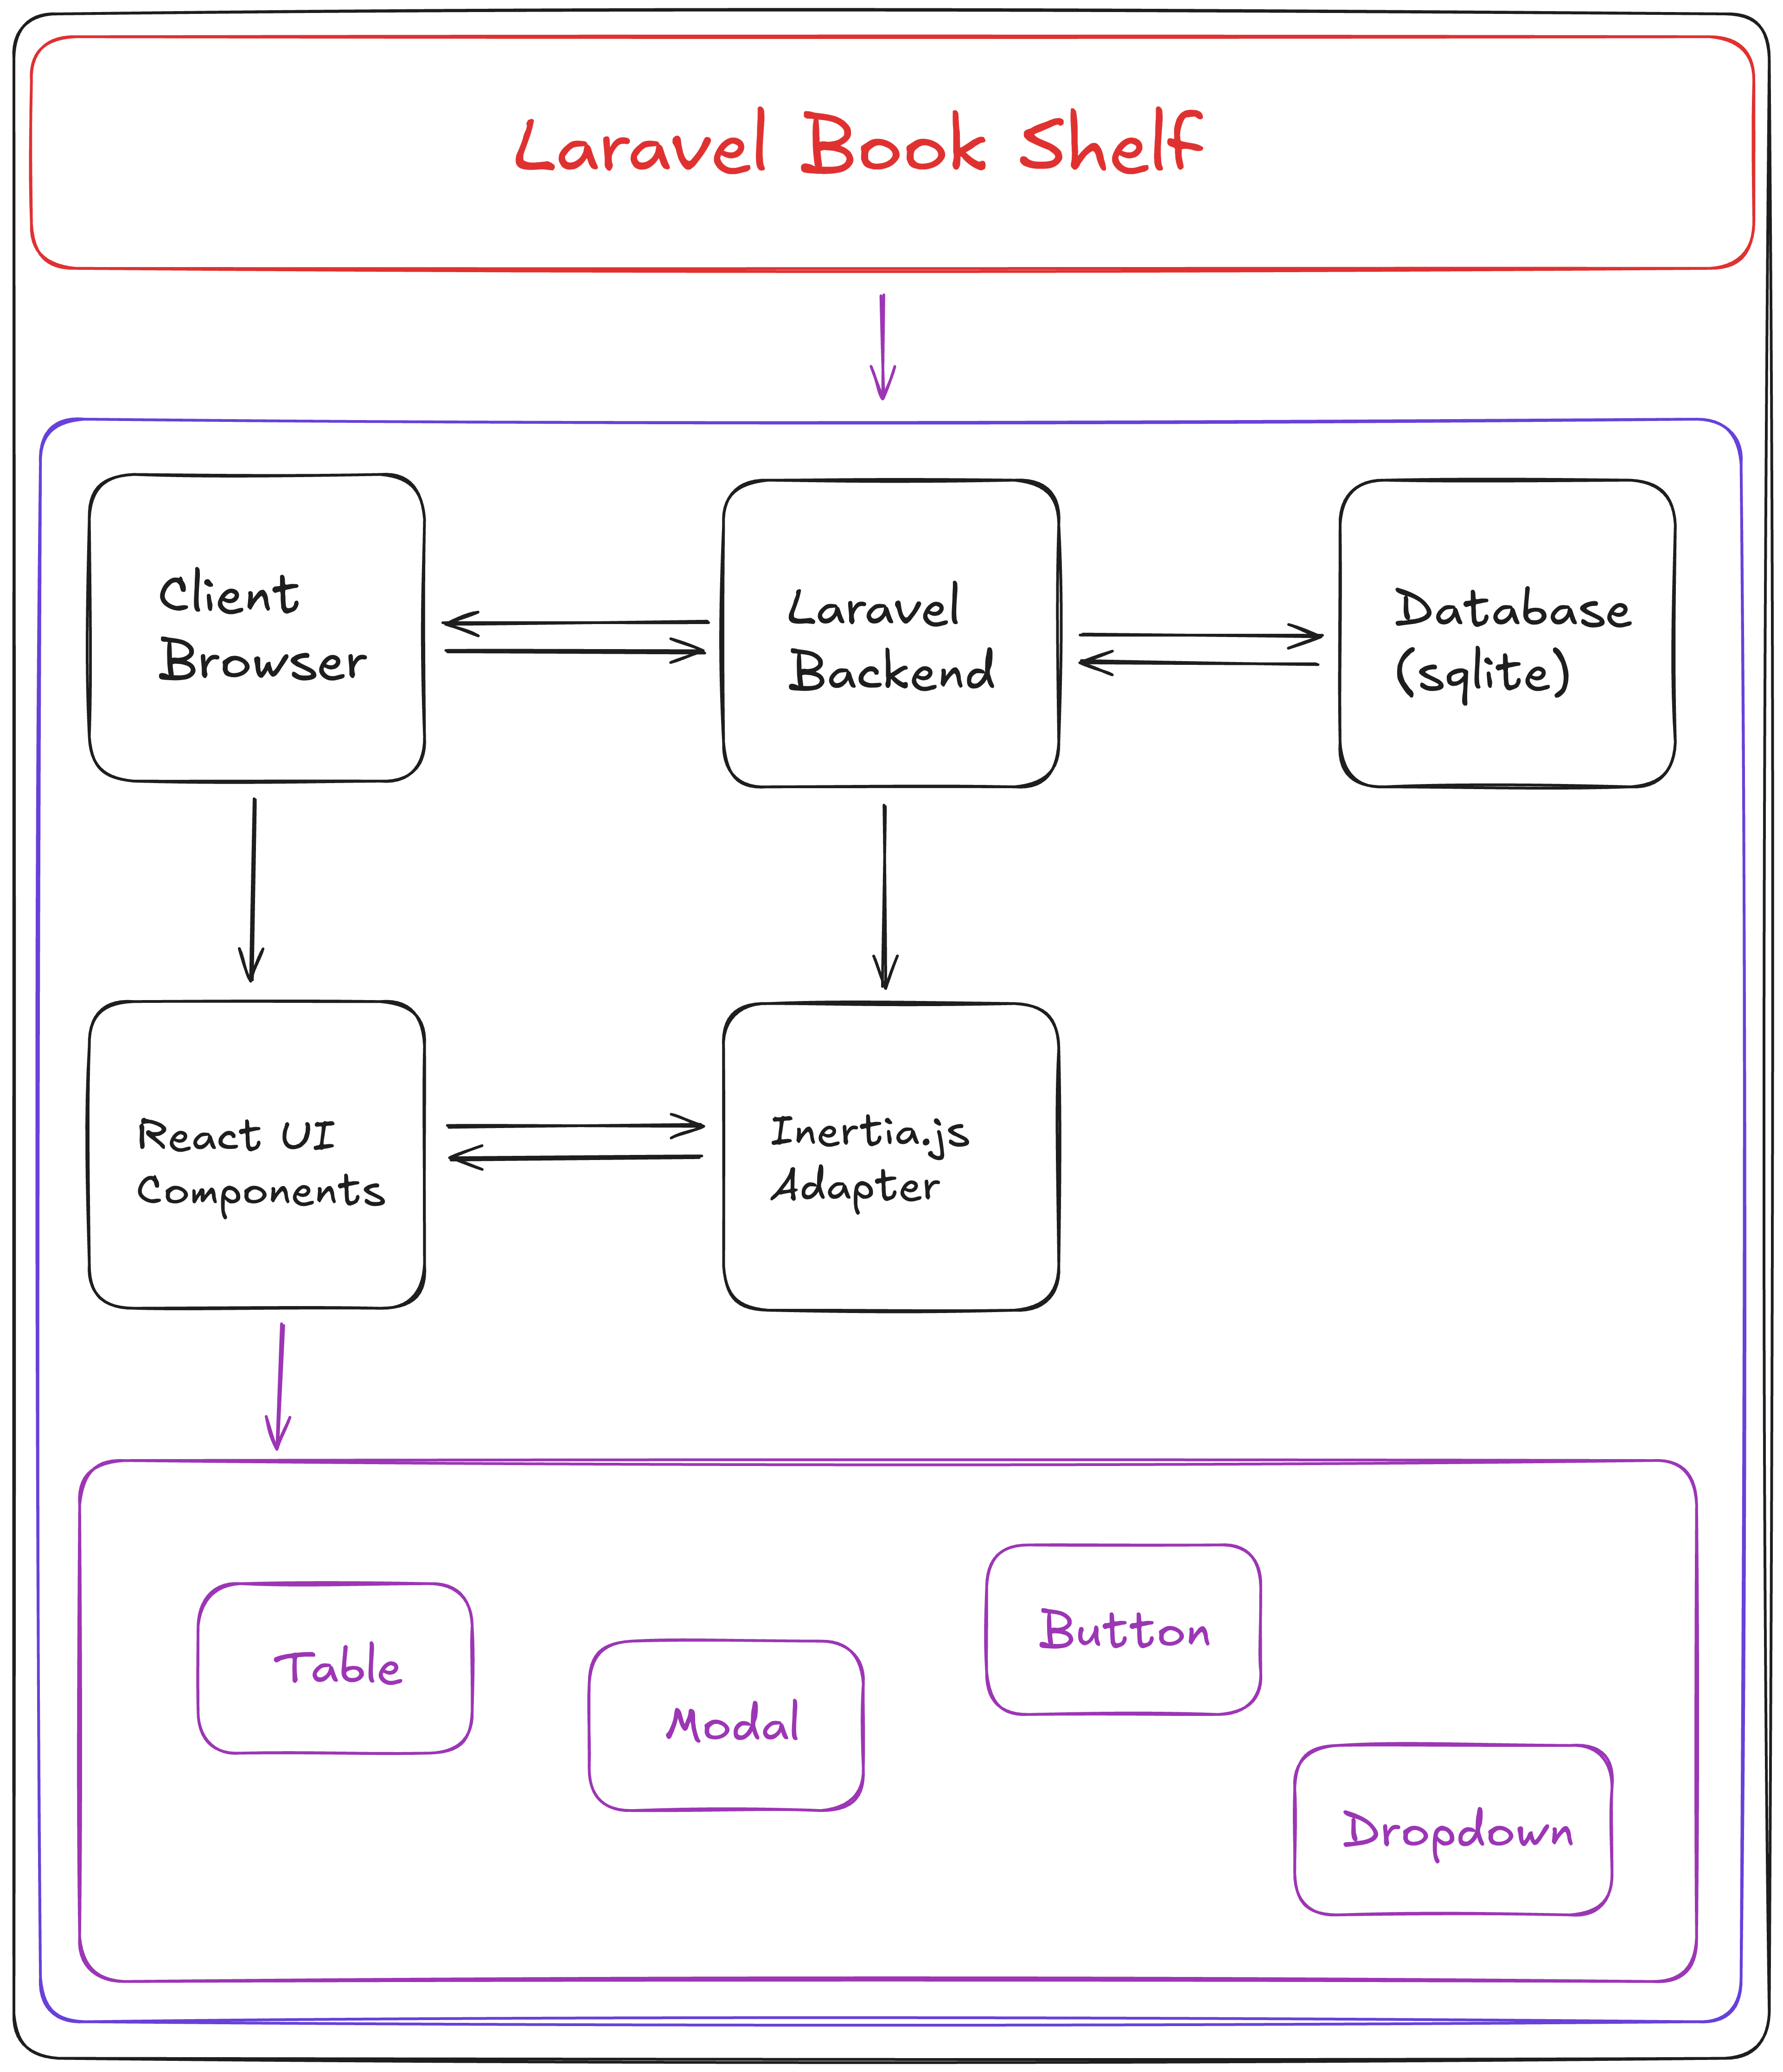 Laravel Book Shelf
Client
Browser
Laravel
Backend
Database
(sqlite)
React UI
Components
Inertia.js
Adapter
Table
Modal
Button
Dropdown